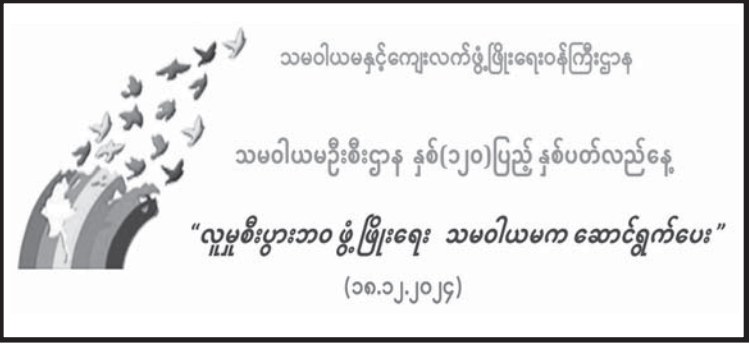 သမဝါယမနှင့်ကျေးလက်ဖွံ့ဖြိုးရေးဝန်ကြီးဌာန
သမဝါယမဦးစီးဌာန နှစ်(၁၂၀)ပြည့် နှစ်ပတ်လည်နေ့
“လူမှုစီးပွားဘဝ ဖွံ့ဖြိုးရေး သမဝါယမက ဆောင်ရွက်ပေး”
(၁၈.၁၂.၂၀၂၄)